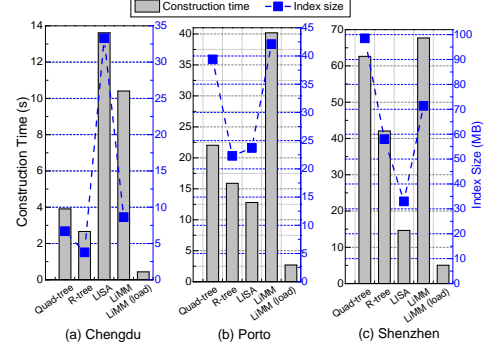 Construction time Index size
14
12
10
8
6
4
2
0
35
30
25
20
15
10
5
0
Construction Time (s)
Quad-tree
R-tree
LISA
LiMM
LiMM (load)
(a) Chengdu
40
35
30
25
20
15
10
5
0
45
40
35
30
25
20
15
10
5
0
Quad-tree
R-tree
LISA
LiMM
LiMM (load)
(b) Porto
70
60
50
40
30
20
10
0
100
90
80
70
60
50
40
30
20
10
0
Index Size (MB)
Quad-tree
R-tree
LISA
LiMM
LiMM (load)
(c) Shenzhen